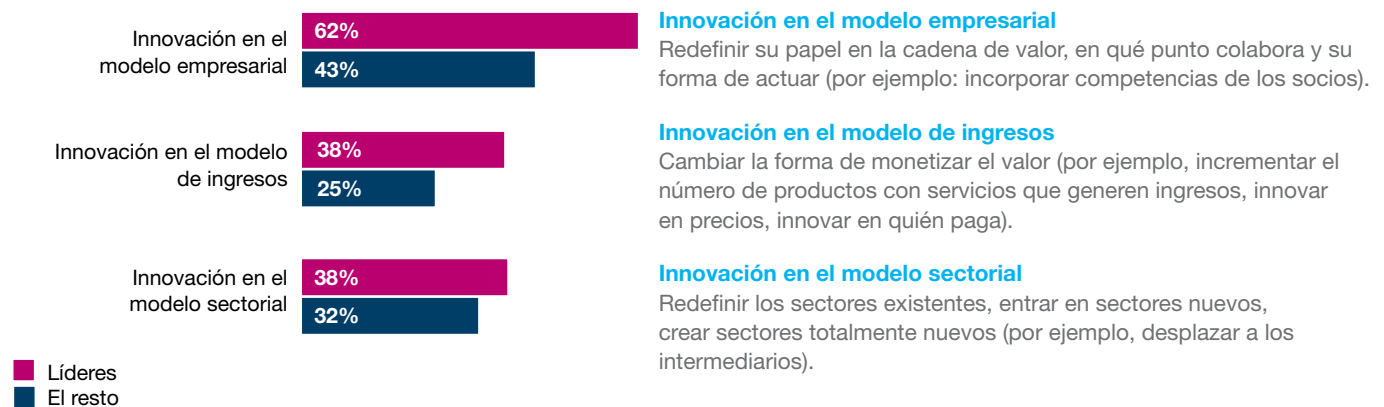 Innovación en el
modelo empresarial
62%
43%
Innovación en el modelo empresarial
Redefinir su papel en la cadena de valor, en qué punto colabora y su
forma de actuar (por ejemplo: incorporar competencias de los socios).
Innovación en el modelo
de ingresos
38%
25%
Innovación en el modelo de ingresos
Cambiar la forma de monetizar el valor (por ejemplo, incrementar el
número de productos con servicios que generen ingresos, innovar
en precios, innovar en quién paga).
Innovación en el
modelo sectorial
38%
32%
Innovación en el modelo sectorial
Redefinir los sectores existentes, entrar en sectores nuevos,
crear sectores totalmente nuevos (por ejemplo, desplazar a los
intermediarios).
Líderes
El resto